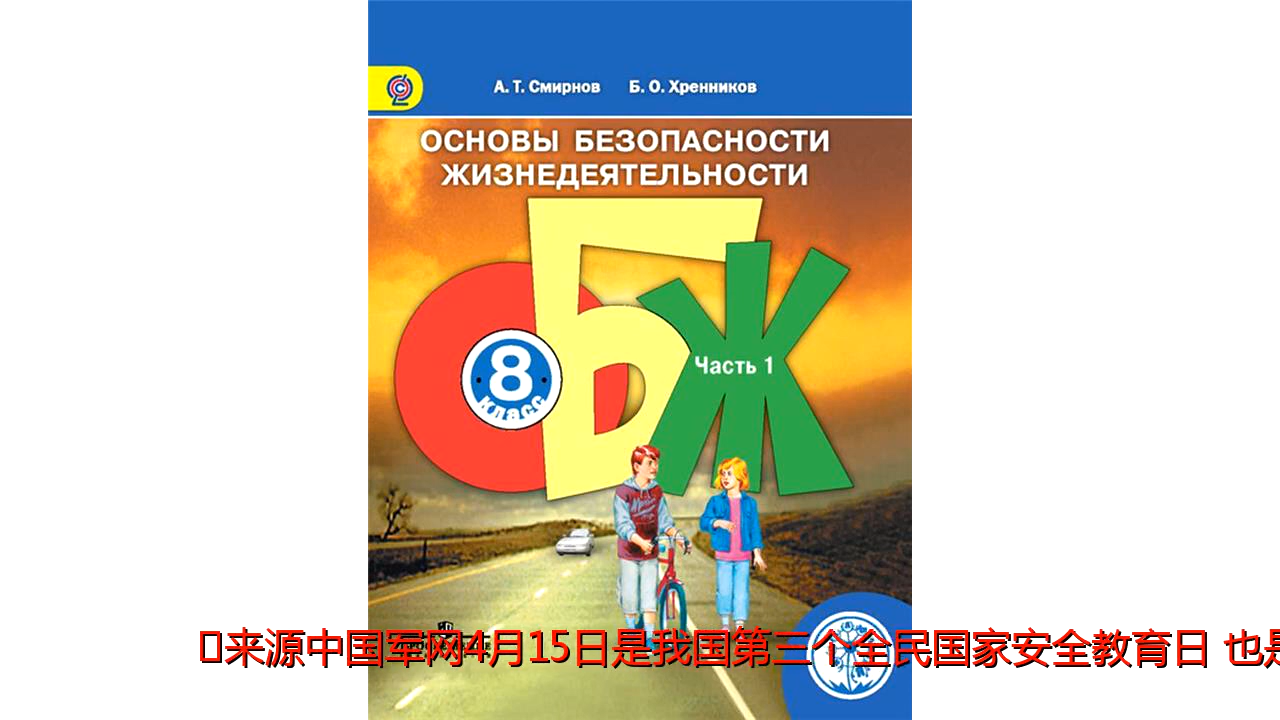 А. Т. Смирнов Б. О. Хренников
ОСНОВЫ БЕЗОПАСНОСТИ
ЖИЗНЕДЕЯТЕЛЬНОСТИ
ОБЖ
8
класс
Часть 1
来源中国军网4月15日是我国第三个全民国家安全教育日 也是